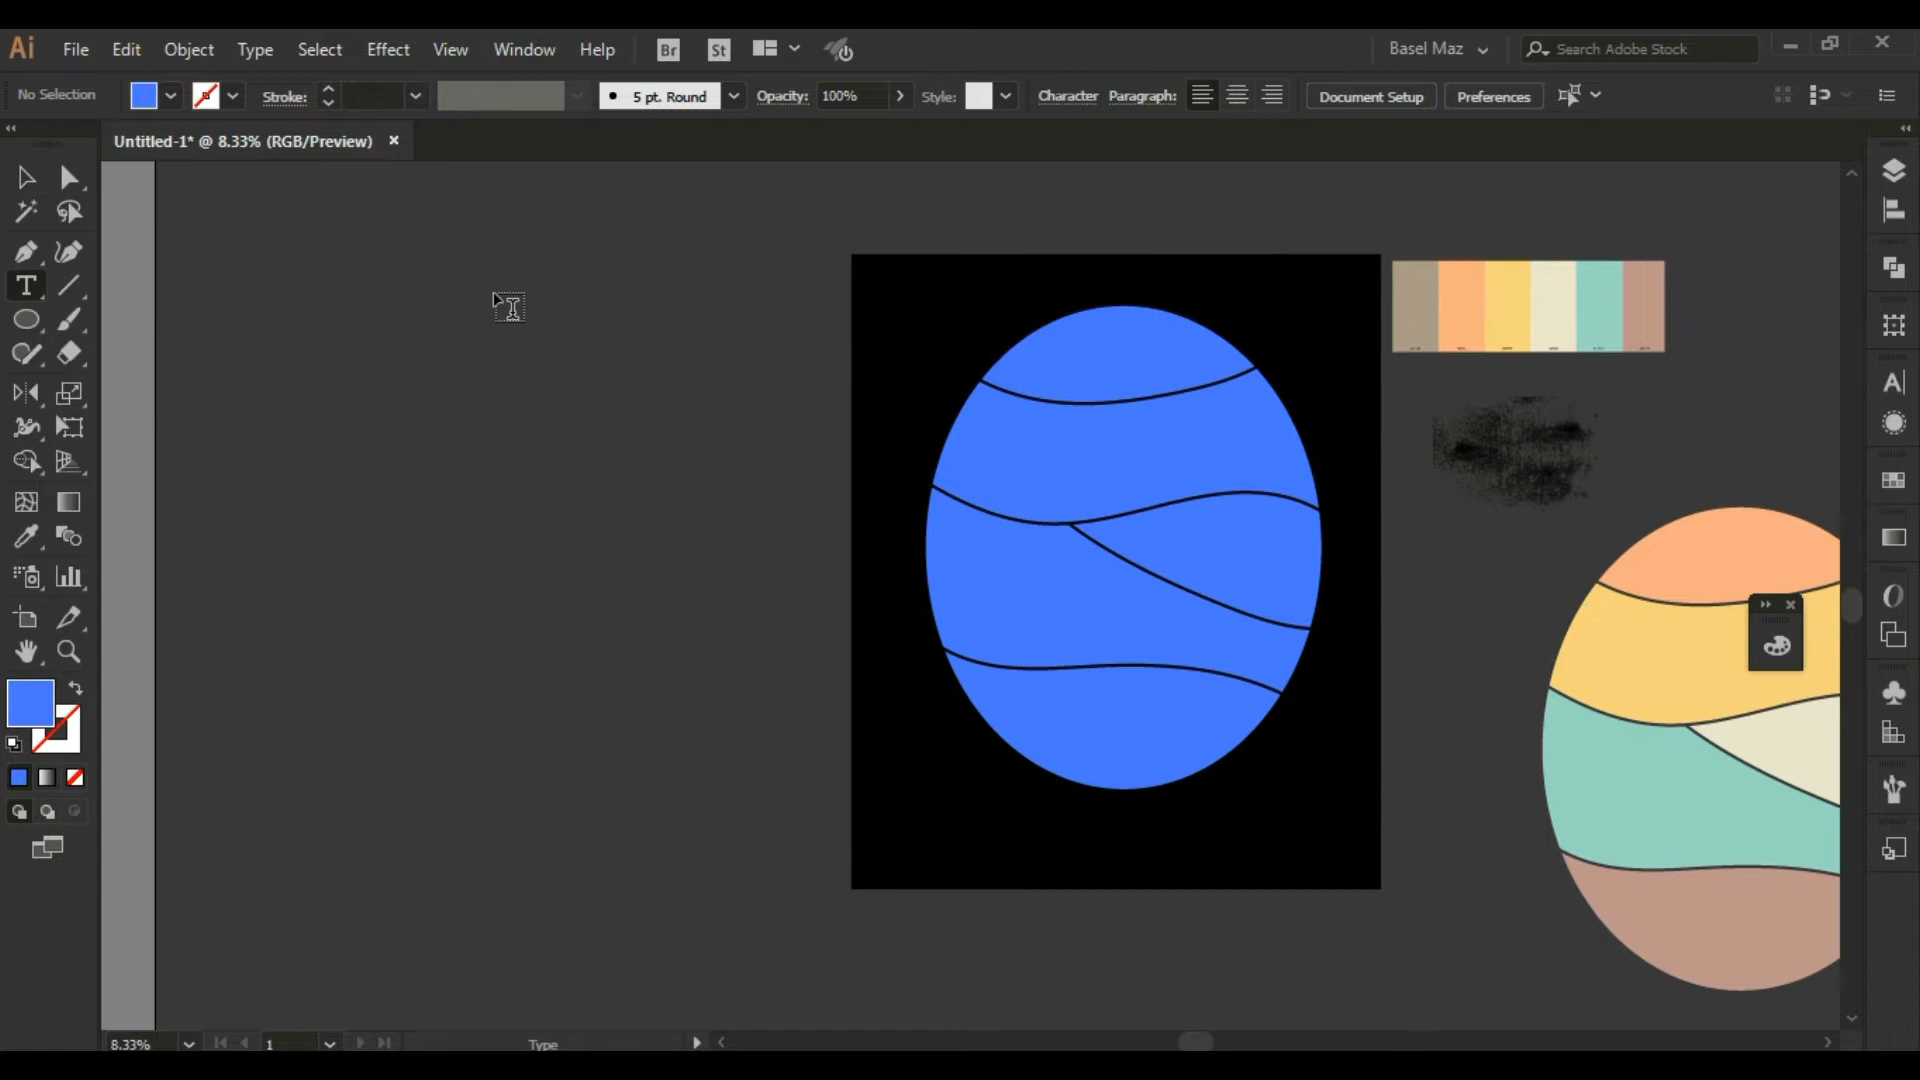 Ai File Edit Object Type Select Effect View Window Help Br St Basel Maz Search Adobe Stock
No Selection Stroke: 5 pt. Round Opacity: 100% Style: Character Paragraph: Document Setup Preferences
Untitled-1* @ 8.33% (RGB/Preview)
8.33% 1 Type